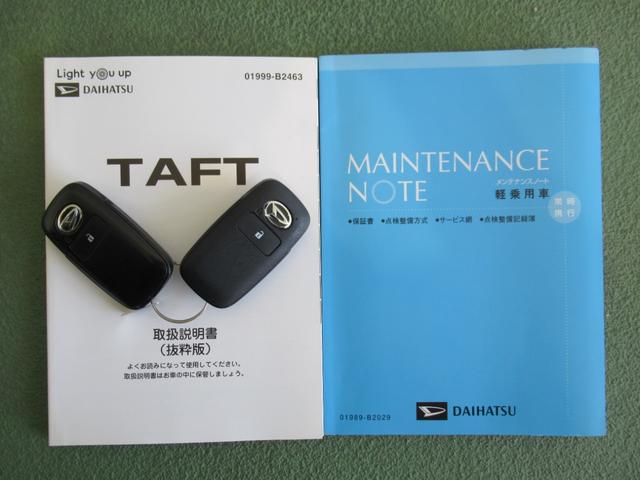 Light you up
DAIHATSU
01999-B2463
TAFT
取扱説明書
（抜粋版）
よくお読みになって使用してください。
取扱説明書はお車の中に保管しましょう。
MAINTENANCE
NOTE
メンテナンスノート
軽乗用車
常時
携行
●保証書 ●点検整備方式 ●サービス網 ●点検整備記録簿
01989-B2029
DAIHATSU